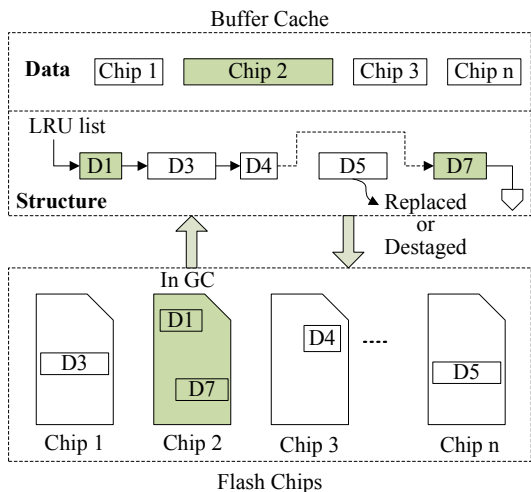 Buffer Cache
Data Chip 1 Chip 2 Chip 3 Chip n
LRU list
D1 D3 D4 D5 D7
Structure
Replaced
or
Destaged
In GC
D1
D4
D3
D5
D7
Chip 1 Chip 2 Chip 3 Chip n
Flash Chips